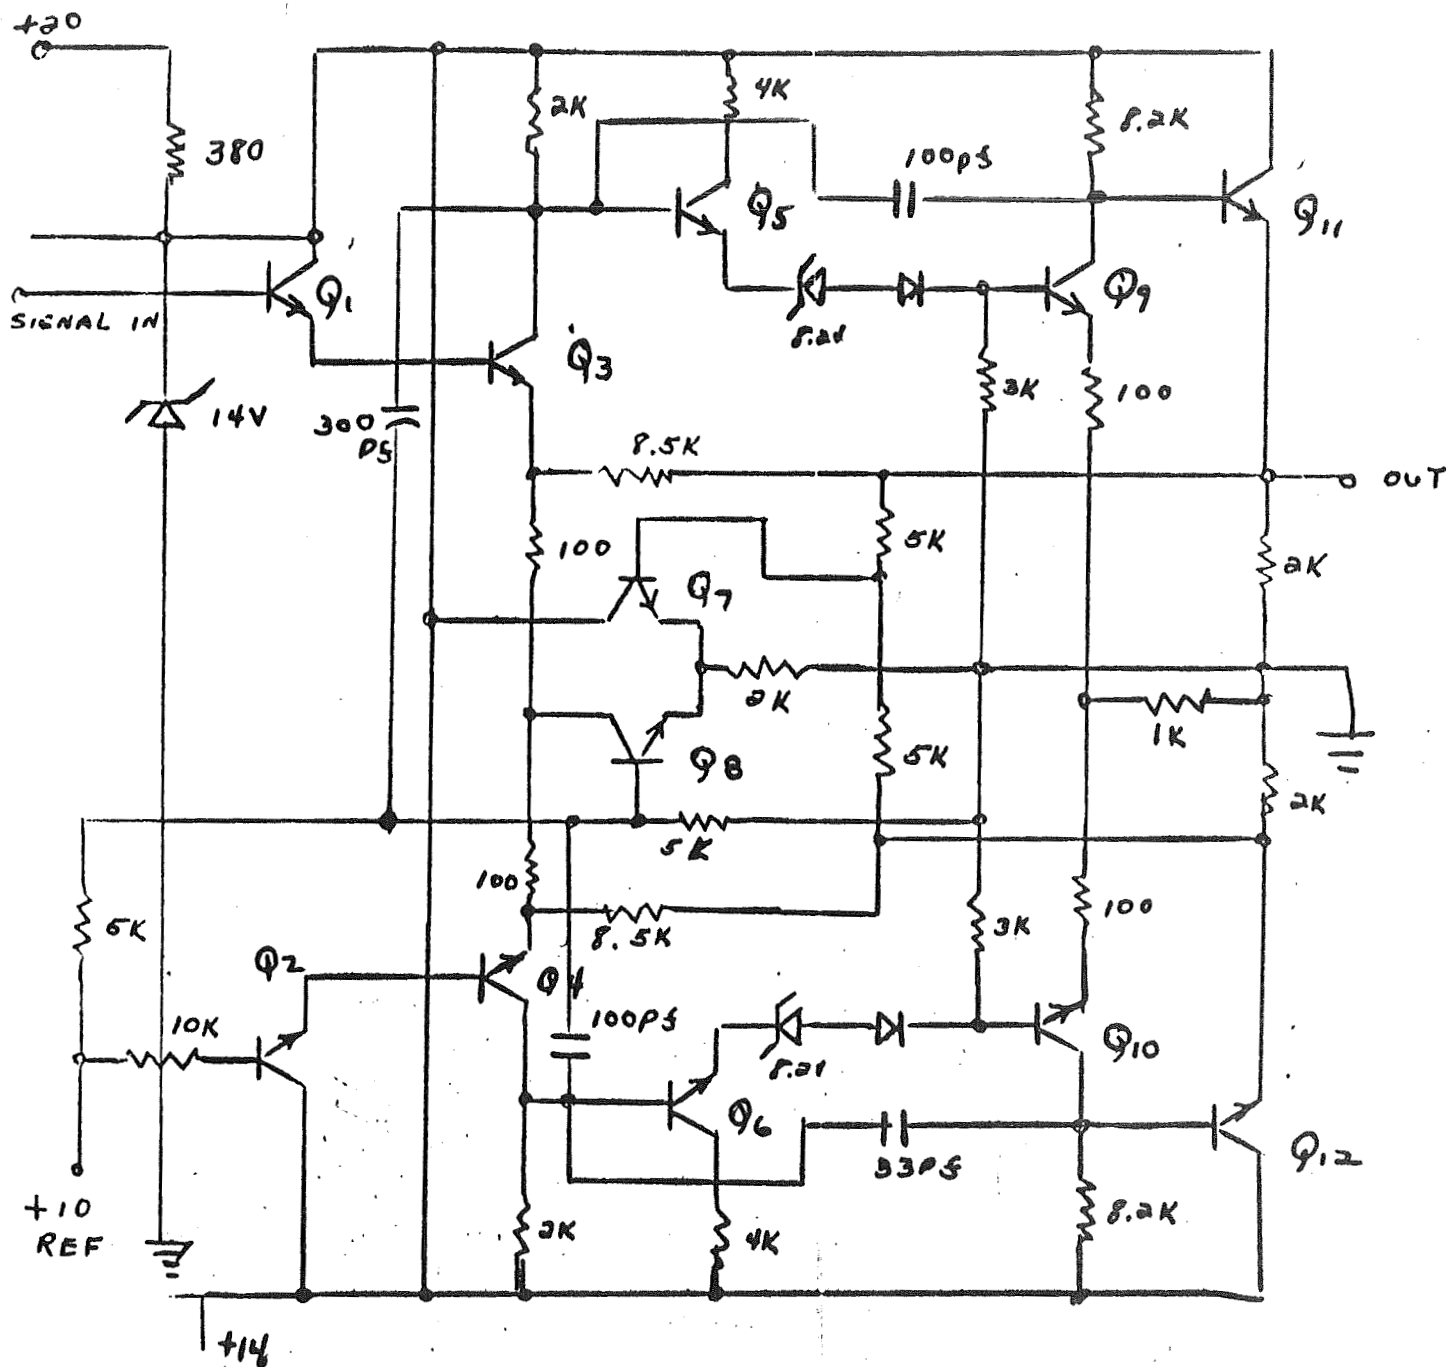 +20
2K
4K
8.2K
380
100pf
Q5
Q11
Q1
Q9
SIGNAL IN
8.2V
Q3
3K
100
14V
300
Pf
8.5K
OUT
100
5K
2K
Q7
2K
1K
Q8
5K
2K
5K
100
100
5K
8.5K
3K
Q2
Q4
10K
100Pf
Q10
8.2V
Q6
33Pf
Q12
+10
REF
2K
4K
8.2K
+14